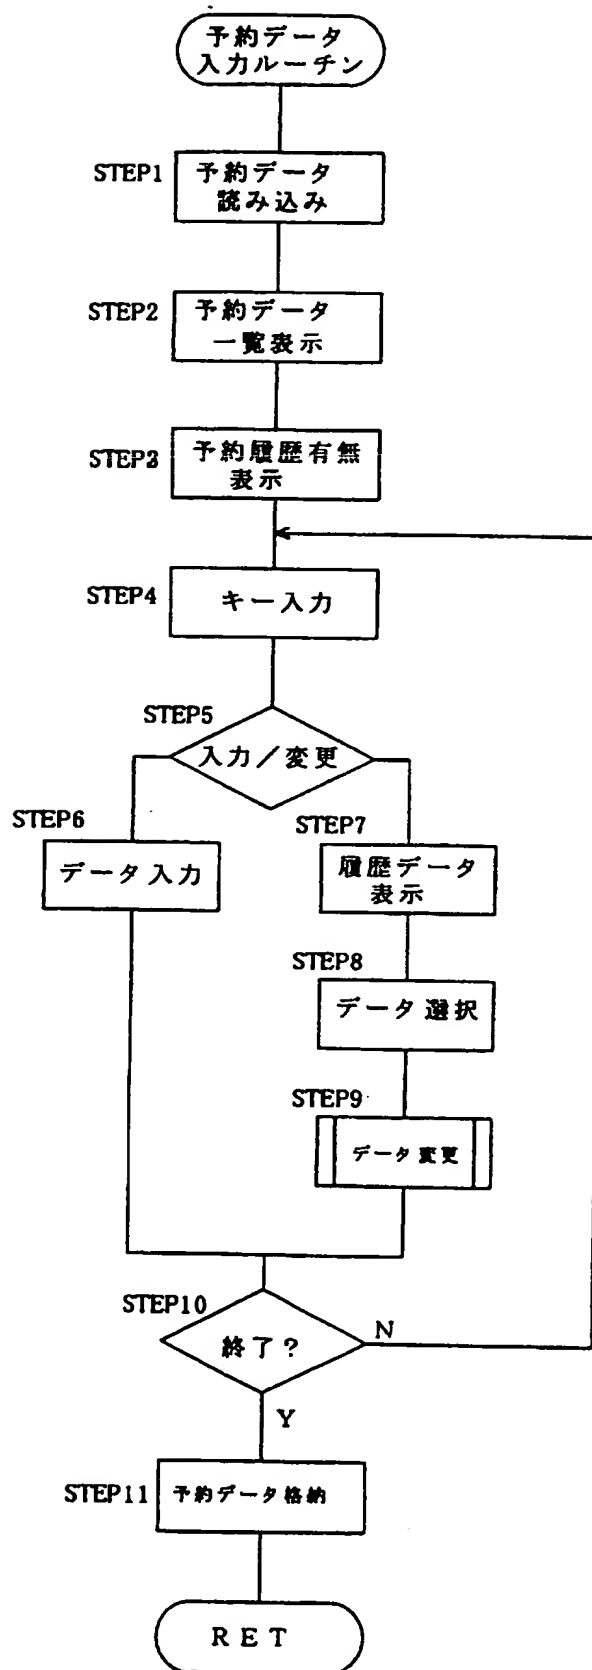 予約データ
入力ルーチン
STEP1
予約データ
読み込み
STEP2
予約データ
一覧表示
STEP3
予約履歴有無
表示
STEP4
キー入力
STEP5
入力／変更
STEP6
データ入力
STEP7
履歴データ
表示
STEP8
データ選択
STEP9
データ変更
STEP10
終了?
N
Y
STEP11
予約データ格納
RET